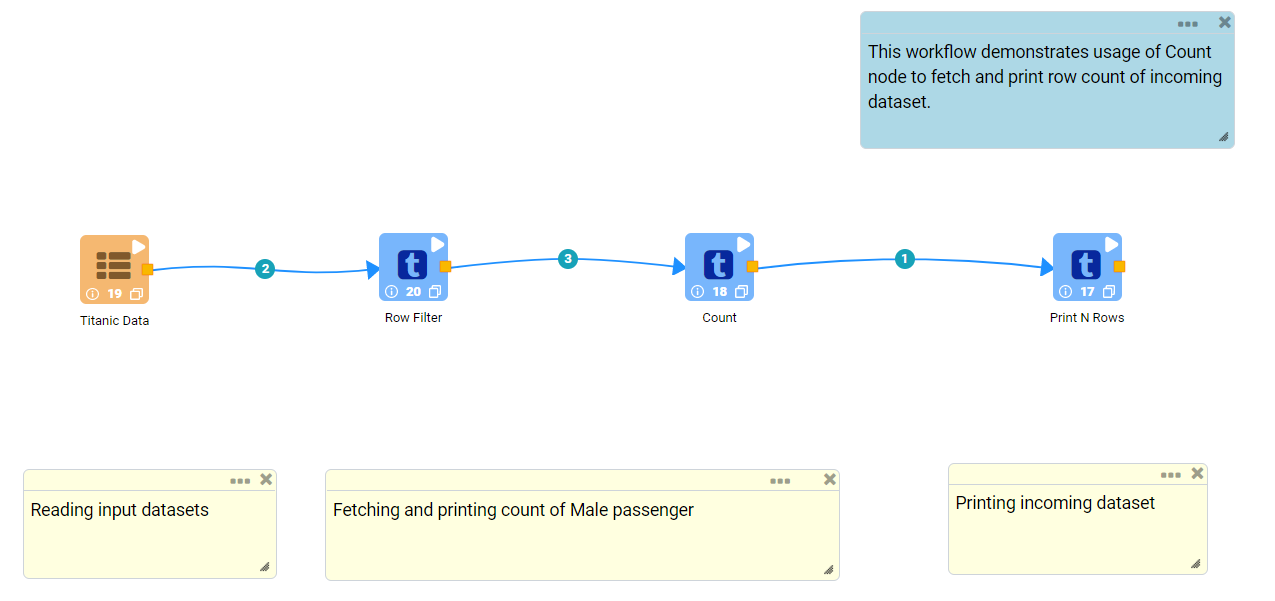 This workflow demonstrates usage of Count
node to fetch and print row count of incoming
dataset.
2
3
1
t
t
t
19
20
18
17
Titanic Data
Row Filter
Count
Print N Rows
Reading input datasets
Fetching and printing count of Male passenger
Printing incoming dataset